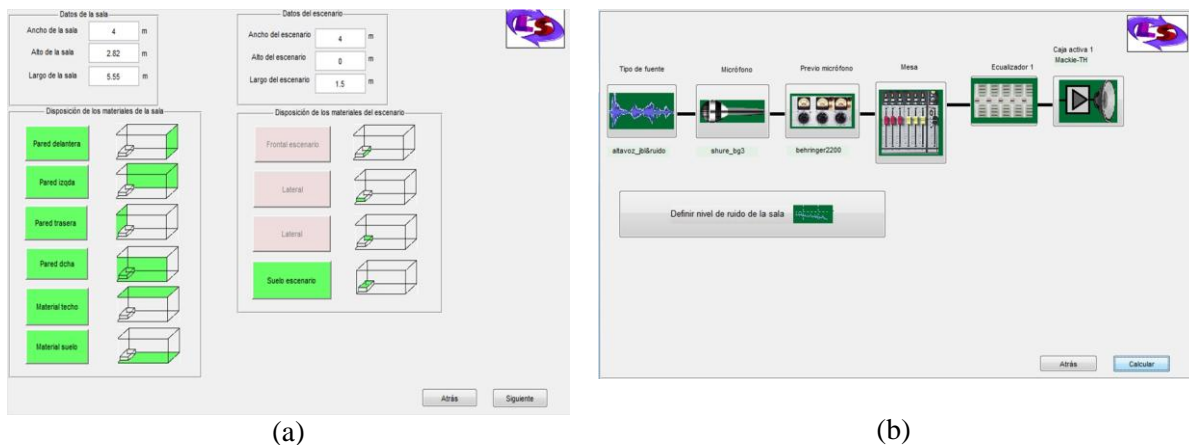 Datos de la sala
Ancho de la sala 4 m
Alto de la sala 2.82 m
Largo de la sala 5.55 m
Disposición de los materiales de la sala
Pared delantera
Pared izqda
Pared trasera
Pared dcha
Material techo
Material suelo
Datos del escenario
Ancho del escenario 4 m
Alto del escenario 0 m
Largo del escenario 1.5 m
Disposición de los materiales del escenario
Frontal escenario
Lateral
Lateral
Suelo escenario
LS
Atrás Siguiente
(a)
LS
Tipo de fuente Micrófono Previo micrófono Mesa Ecualizador 1 Caja activa 1
Mackie-TH
altavoz_jbl&ruido shure_bg3 behringer2200
Definir nivel de ruido de la sala
Atrás Calcular
(b)